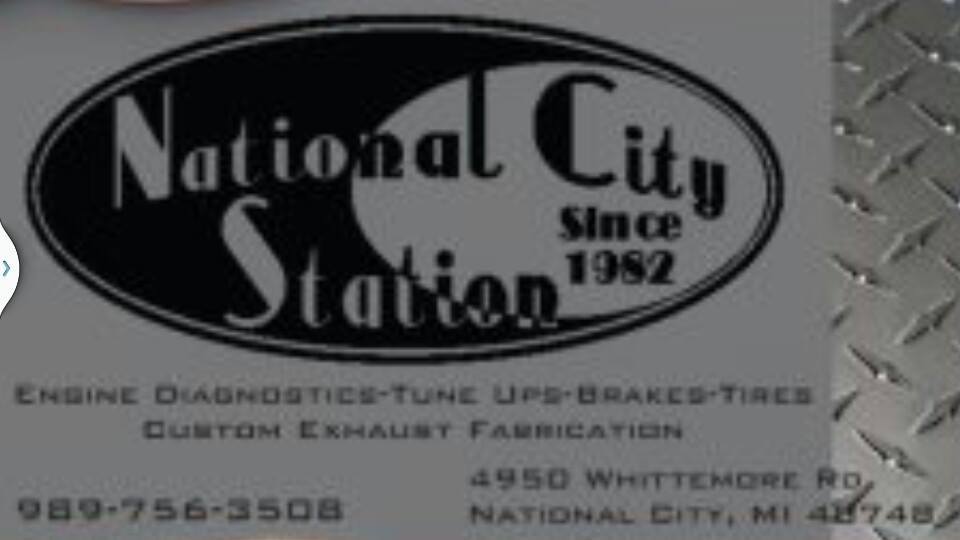 National City
Station
Since
1982
ENGINE DIAGNOSTICS-TUNE UPS-BRAKES-TIRES
CUSTOM EXHAUST FABRICATION
989-756-3508
4950 WHITTEMORE RD.
NATIONAL CITY, MI 48748